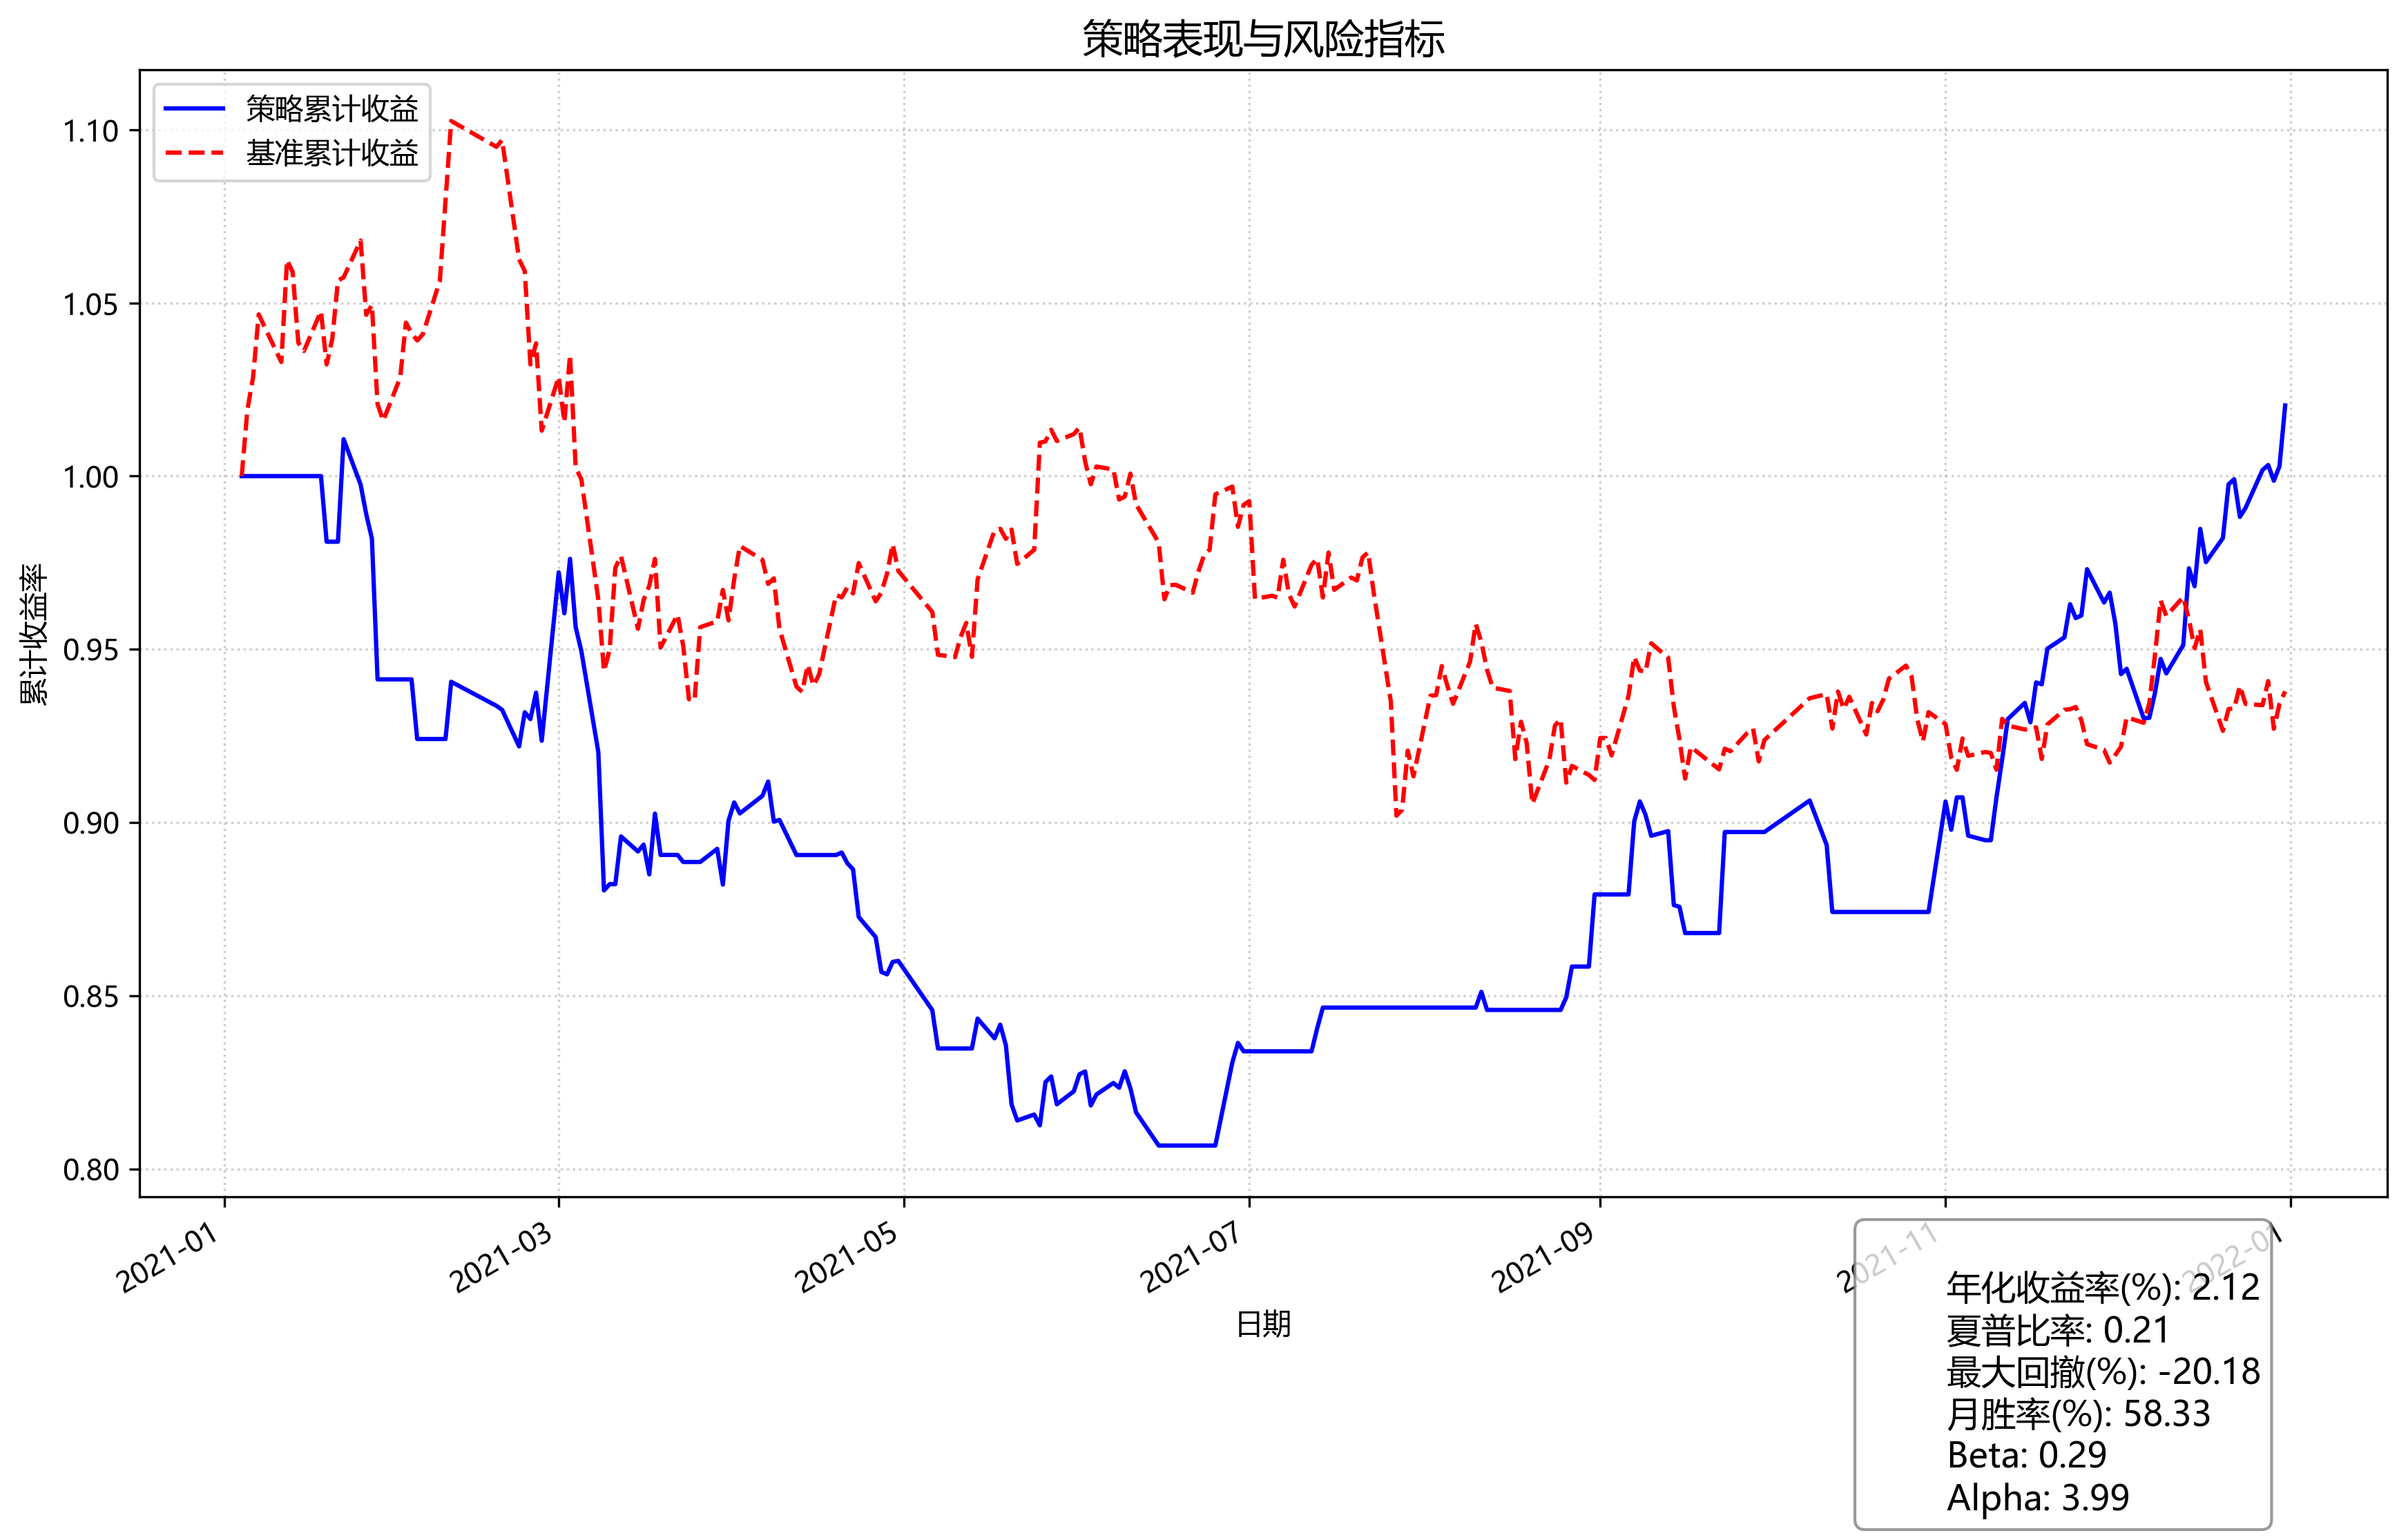 策略表现与风险指标
策略累计收益
基准累计收益
1.10
1.05
1.00
0.95
0.90
0.85
0.80
累计收益率
2021-01
2021-03
2021-05
2021-07
2021-09
2021-11
2022-01
日期
年化收益率(%): 2.12
夏普比率: 0.21
最大回撤(%): -20.18
月胜率(%): 58.33
Beta: 0.29
Alpha: 3.99